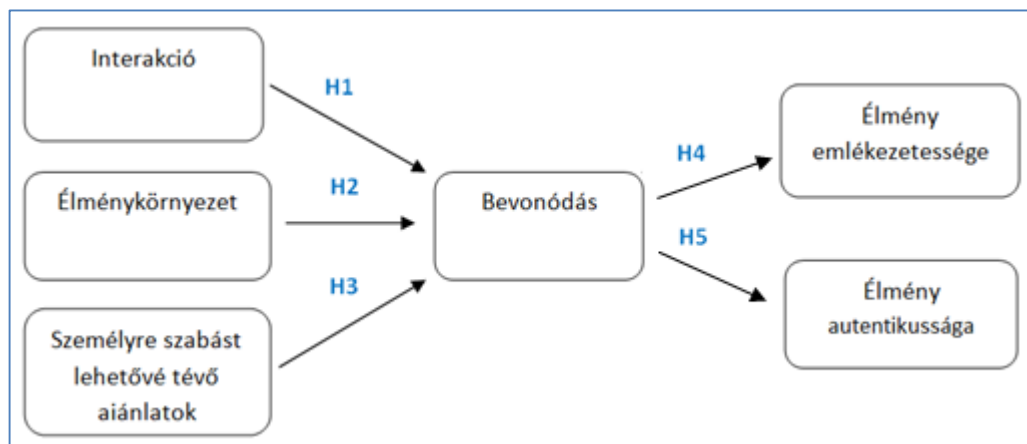 Interakció
H1
Élménykörnyezet
H2
Személyre szabást
lehetővé tévő
aiánlatok
H3
Bevonódás
H4
Élmény
emlékezetessége
H5
Élmény
autentikussága